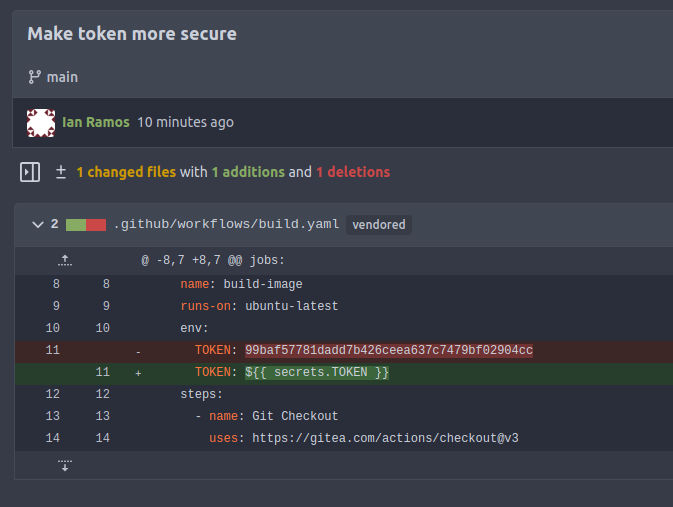 Make token more secure
main
Ian Ramos 10 minutes ago
± 1 changed files with 1 additions and 1 deletions
2 .github/workflows/build.yaml vendored
@ -8,7 +8,7 @@ jobs:
8 8 name: build-image
9 9 runs-on: ubuntu-latest
10 10 env:
11 - TOKEN: 99baf57781dadd7b426ceea637c7479bf02904cc
11 + TOKEN: ${{ secrets.TOKEN }}
12 12 steps:
13 13 - name: Git Checkout
14 14 uses: https://gitea.com/actions/checkout@v3